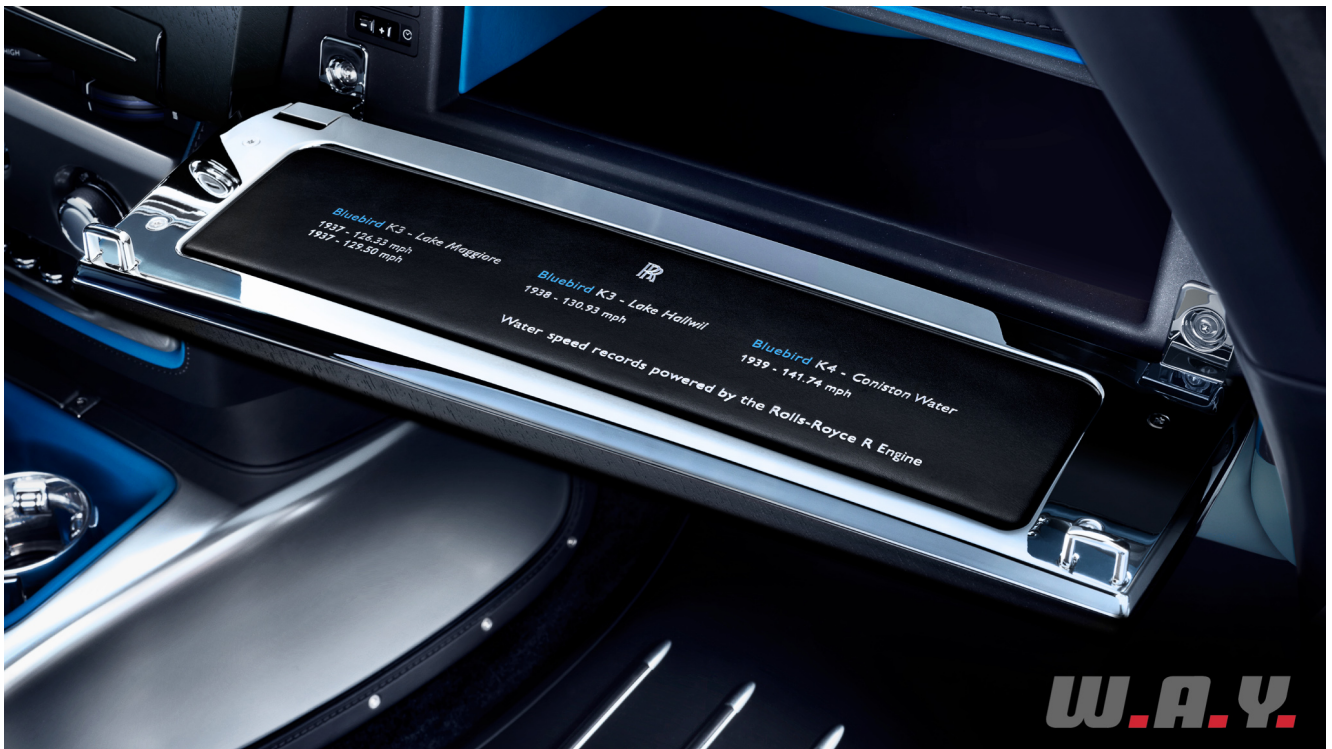 HIGH
Bluebird K3 - Lake Maggiore
1937 - 126.33 mph
1937 - 129.50 mph
RR
Bluebird K3 - Lake Hallwil
1938 - 130.93 mph
Bluebird K4 - Coniston Water
1939 - 141.74 mph
Water speed records powered by the Rolls-Royce R Engine
W.A.Y.